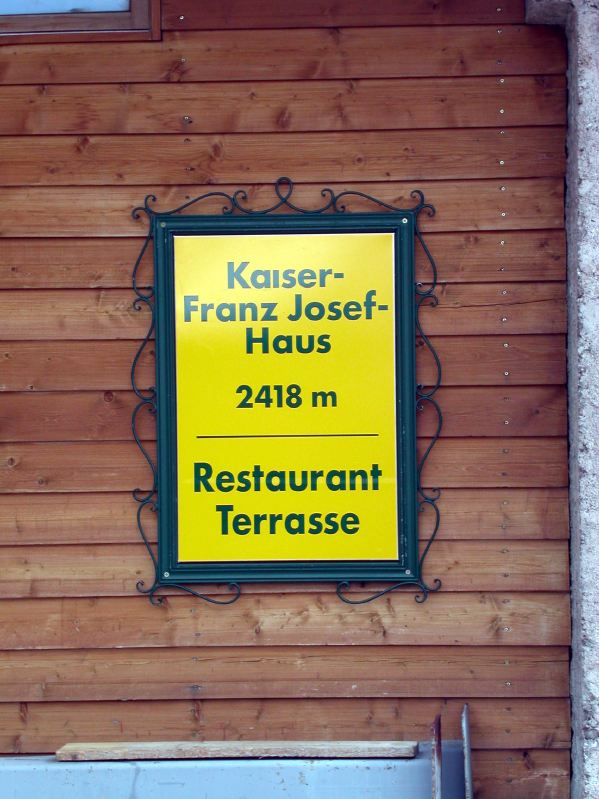 Kaiser-
Franz Josef-
Haus
2418 m
Restaurant
Terrasse